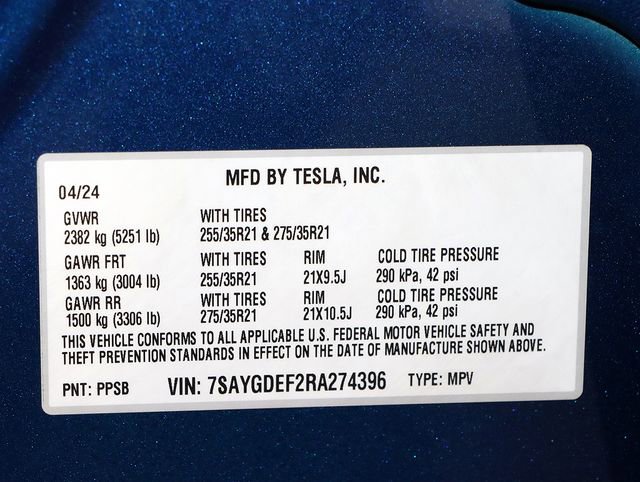 MFD BY TESLA, INC.
04/24
GVWR WITH TIRES
2382 kg (5251 lb) 255/35R21 & 275/35R21
GAWR FRT WITH TIRES RIM COLD TIRE PRESSURE
1363 kg (3004 lb) 255/35R21 21X9.5J 290 kPa, 42 psi
GAWR RR WITH TIRES RIM COLD TIRE PRESSURE
1500 kg (3306 lb) 275/35R21 21X10.5J 290 kPa, 42 psi
THIS VEHICLE CONFORMS TO ALL APPLICABLE U.S. FEDERAL MOTOR VEHICLE SAFETY AND
THEFT PREVENTION STANDARDS IN EFFECT ON THE DATE OF MANUFACTURE SHOWN ABOVE.
PNT: PPSB VIN: 7SAYGDEF2RA274396 TYPE: MPV